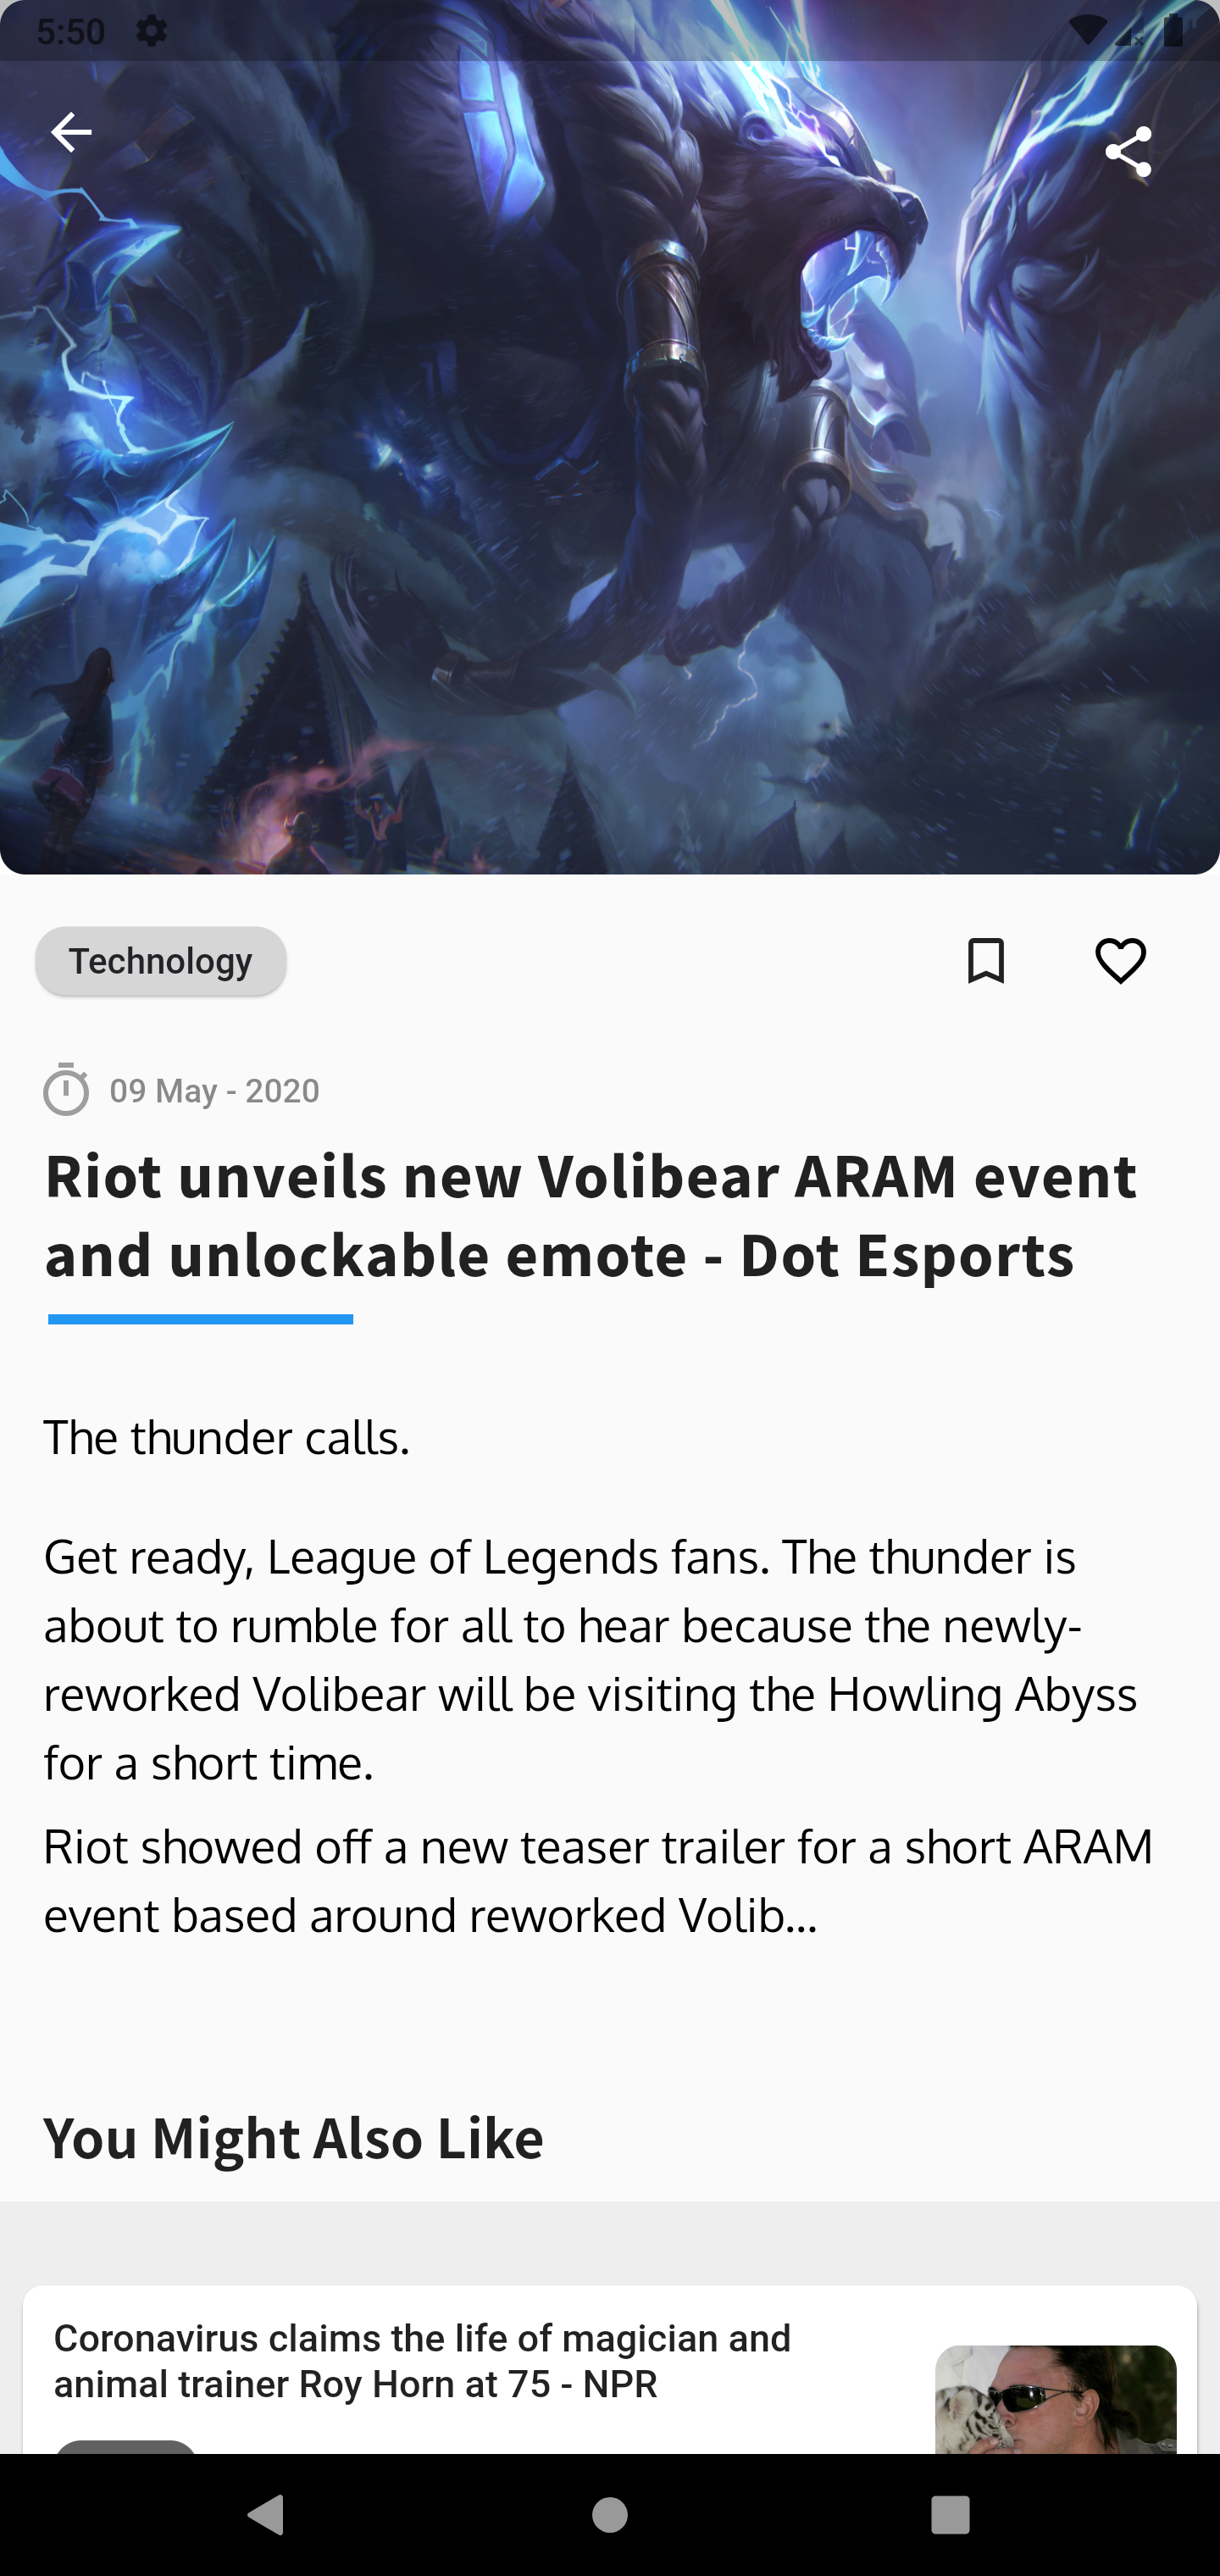 5:50
Technology
09 May - 2020
Riot unveils new Volibear ARAM event
and unlockable emote - Dot Esports
The thunder calls.
Get ready, League of Legends fans. The thunder is
about to rumble for all to hear because the newly-
reworked Volibear will be visiting the Howling Abyss
for a short time.
Riot showed off a new teaser trailer for a short ARAM
event based around reworked Volib...
You Might Also Like
Coronavirus claims the life of magician and
animal trainer Roy Horn at 75 - NPR